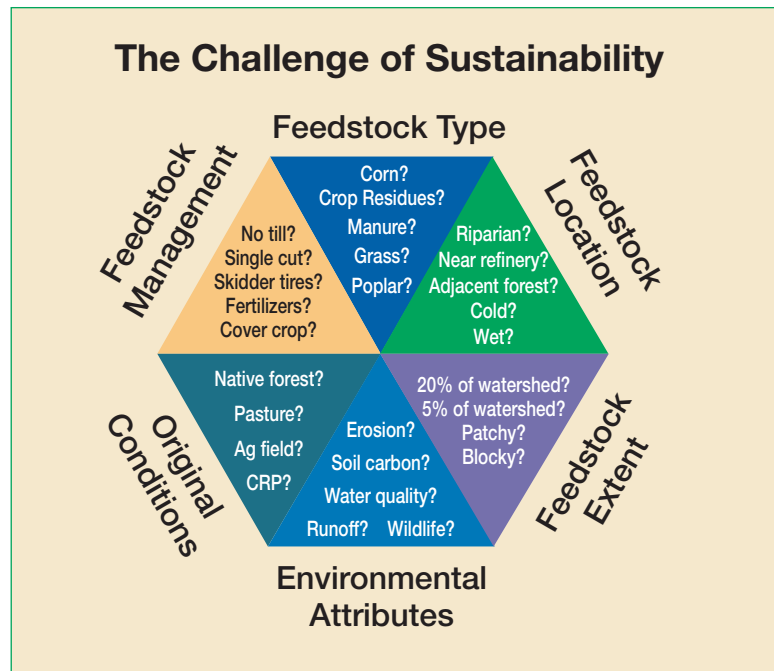 The Challenge of Sustainability
Feedstock Type
Corn?
Crop Residues?
Manure?
Grass?
Poplar?
Feedstock
Location
Riparian?
Near refinery?
Adjacent forest?
Cold?
Wet?
Feedstock
Extent
20% of watershed?
5% of watershed?
Patchy?
Blocky?
Environmental
Attributes
Erosion?
Soil carbon?
Water quality?
Runoff? Wildlife?
Original
Conditions
Native forest?
Pasture?
Ag field?
CRP?
Feedstock
Management
No till?
Single cut?
Skidder tires?
Fertilizers?
Cover crop?